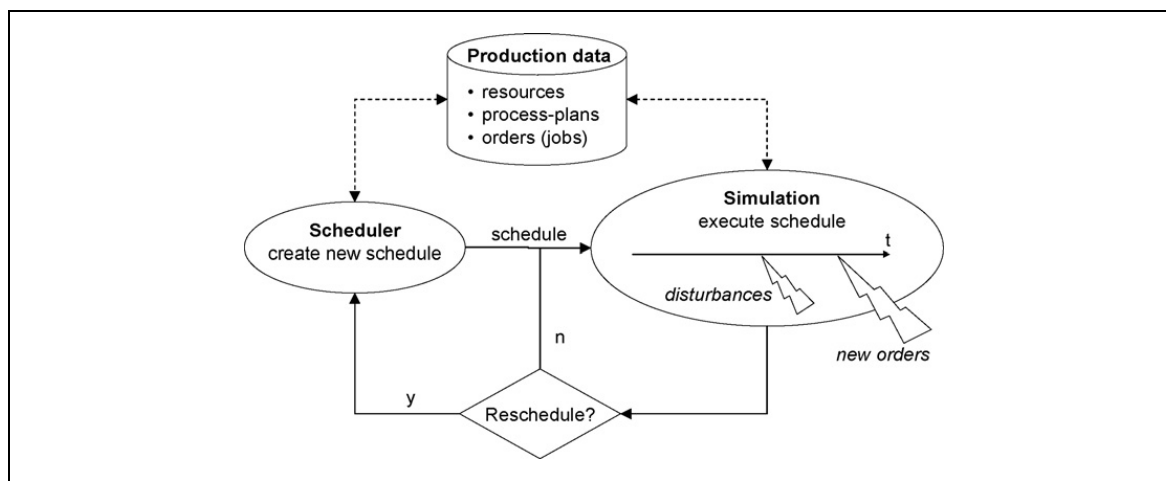 Production data
• resources
• process-plans
• orders (jobs)
Scheduler
create new schedule
schedule
Simulation
execute schedule
t
disturbances
new orders
n
y
Reschedule?